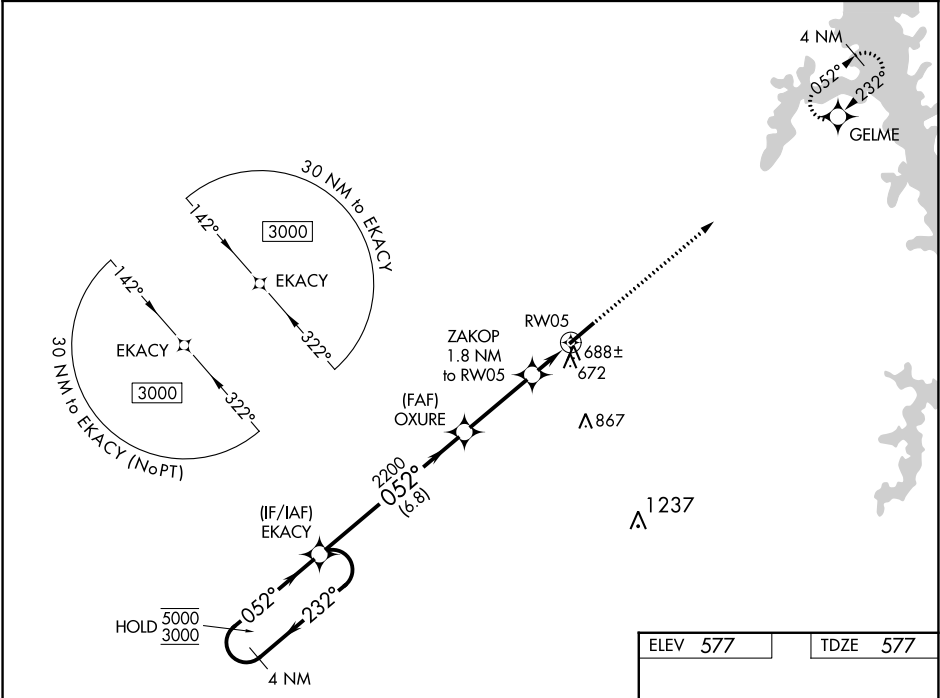 4 NM
052°
232°
GELME
30 NM to EKACY
142°
3000
EKACY
322°
142°
EKACY
3000
322°
30 NM to EKACY (NoPT)
RW05
ZAKOP
1.8 NM
to RW05
688±
672
(FAF)
OXURE
867
2200
052°
(6.8)
1237
(IF/IAF)
EKACY
052°
232°
HOLD 5000
3000
4 NM
ELEV 577
TDZE 577